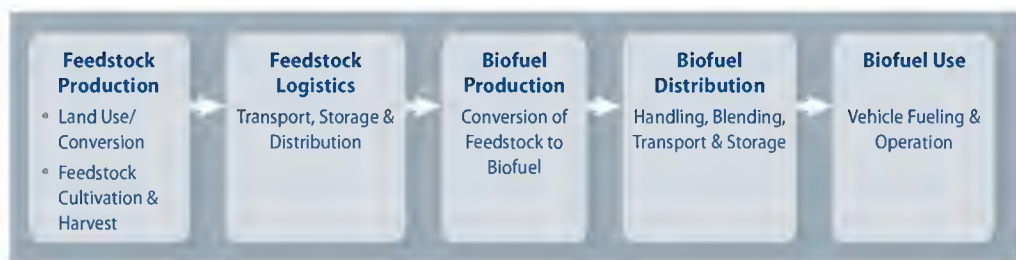 Feedstock
Production
• Land Use/
Conversion
• Feedstock
Cultivation &
Harvest
Feedstock
Logistics
Transport, Storage &
Distribution
Biofuel
Production
Conversion of
Feedstock to
Biofuel
Biofuel
Distribution
Handling, Blending,
Transport & Storage
Biofuel Use
Vehicle Fueling &
Operation